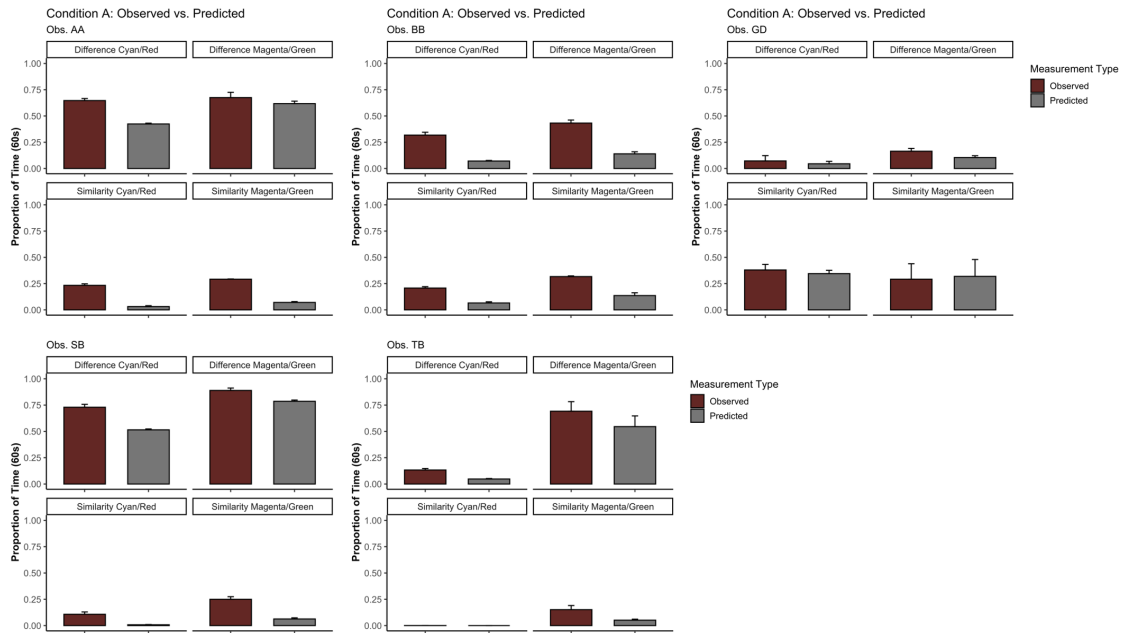 Condition A: Observed vs. Predicted
Obs. AA
Difference Cyan/Red
Difference Magenta/Green
1.00
0.75
0.50
0.25
0.00
Similarity Cyan/Red
Similarity Magenta/Green
1.00
0.75
0.50
0.25
0.00
Proportion of Time (60s)
Condition A: Observed vs. Predicted
Obs. BB
Difference Cyan/Red
Difference Magenta/Green
1.00
0.75
0.50
0.25
0.00
Similarity Cyan/Red
Similarity Magenta/Green
1.00
0.75
0.50
0.25
0.00
Proportion of Time (60s)
Condition A: Observed vs. Predicted
Obs. GD
Difference Cyan/Red
Difference Magenta/Green
1.00
0.75
0.50
0.25
0.00
Similarity Cyan/Red
Similarity Magenta/Green
1.00
0.75
0.50
0.25
0.00
Proportion of Time (60s)
Measurement Type
Observed
Predicted
Obs. SB
Difference Cyan/Red
Difference Magenta/Green
1.00
0.75
0.50
0.25
0.00
Similarity Cyan/Red
Similarity Magenta/Green
1.00
0.75
0.50
0.25
0.00
Proportion of Time (60s)
Obs. TB
Difference Cyan/Red
Difference Magenta/Green
1.00
0.75
0.50
0.25
0.00
Similarity Cyan/Red
Similarity Magenta/Green
1.00
0.75
0.50
0.25
0.00
Proportion of Time (60s)
Measurement Type
Observed
Predicted